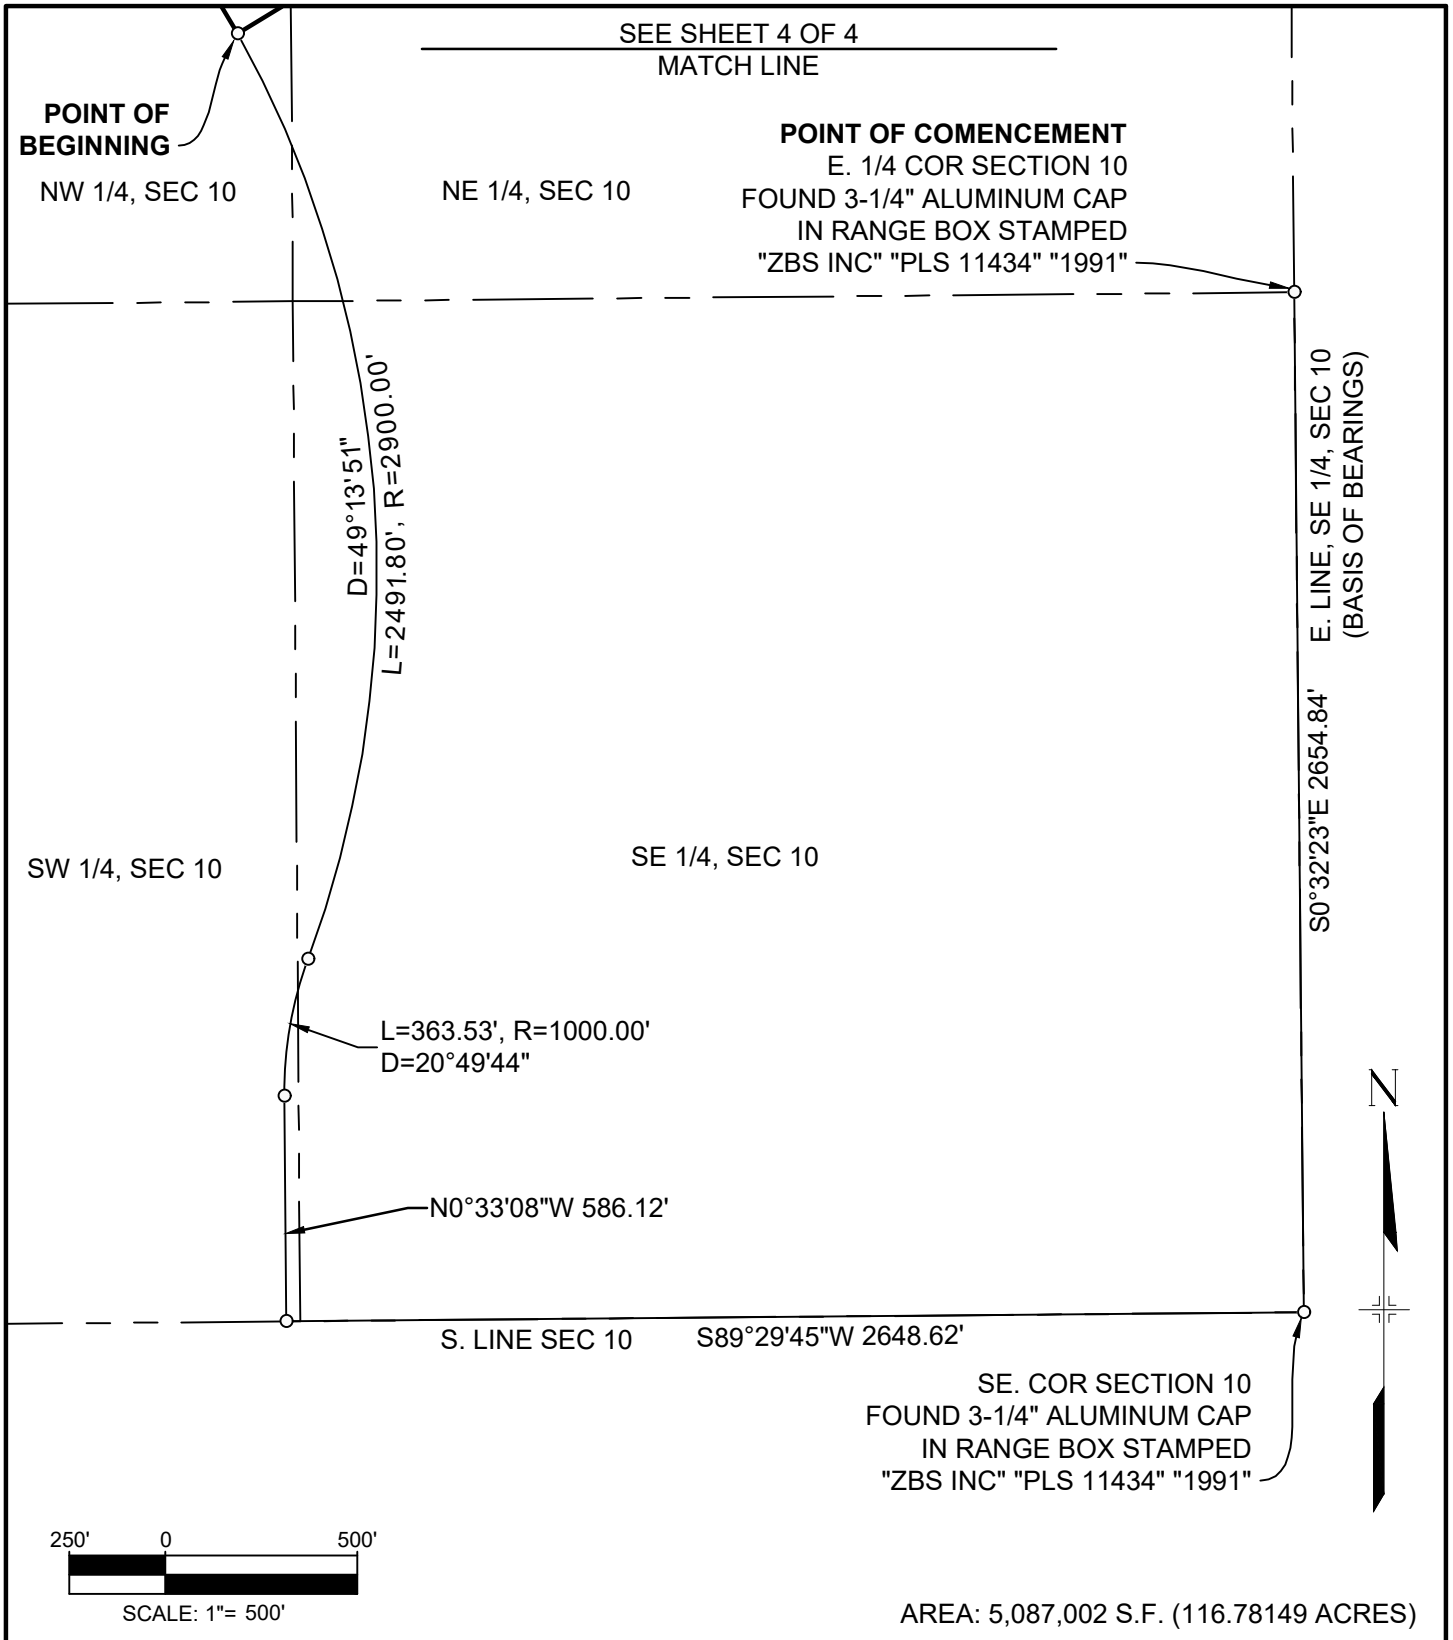 SEE SHEET 4 OF 4
MATCH LINE
POINT OF
BEGINNING
POINT OF COMENCEMENT
E. 1/4 COR SECTION 10
FOUND 3-1/4" ALUMINUM CAP
IN RANGE BOX STAMPED
"ZBS INC" "PLS 11434" "1991"
NW 1/4, SEC 10
NE 1/4, SEC 10
D=49°13'51"
L=2491.80', R=2900.00'
E. LINE, SE 1/4, SEC 10
(BASIS OF BEARINGS)
S0°32'23"E 2654.84'
SW 1/4, SEC 10
SE 1/4, SEC 10
L=363.53', R=1000.00'
D=20°49'44"
N
N0°33'08"W 586.12'
S. LINE SEC 10
S89°29'45"W 2648.62'
SE. COR SECTION 10
FOUND 3-1/4" ALUMINUM CAP
IN RANGE BOX STAMPED
"ZBS INC" "PLS 11434" "1991"
250' 0 500'
SCALE: 1"= 500'
AREA: 5,087,002 S.F. (116.78149 ACRES)